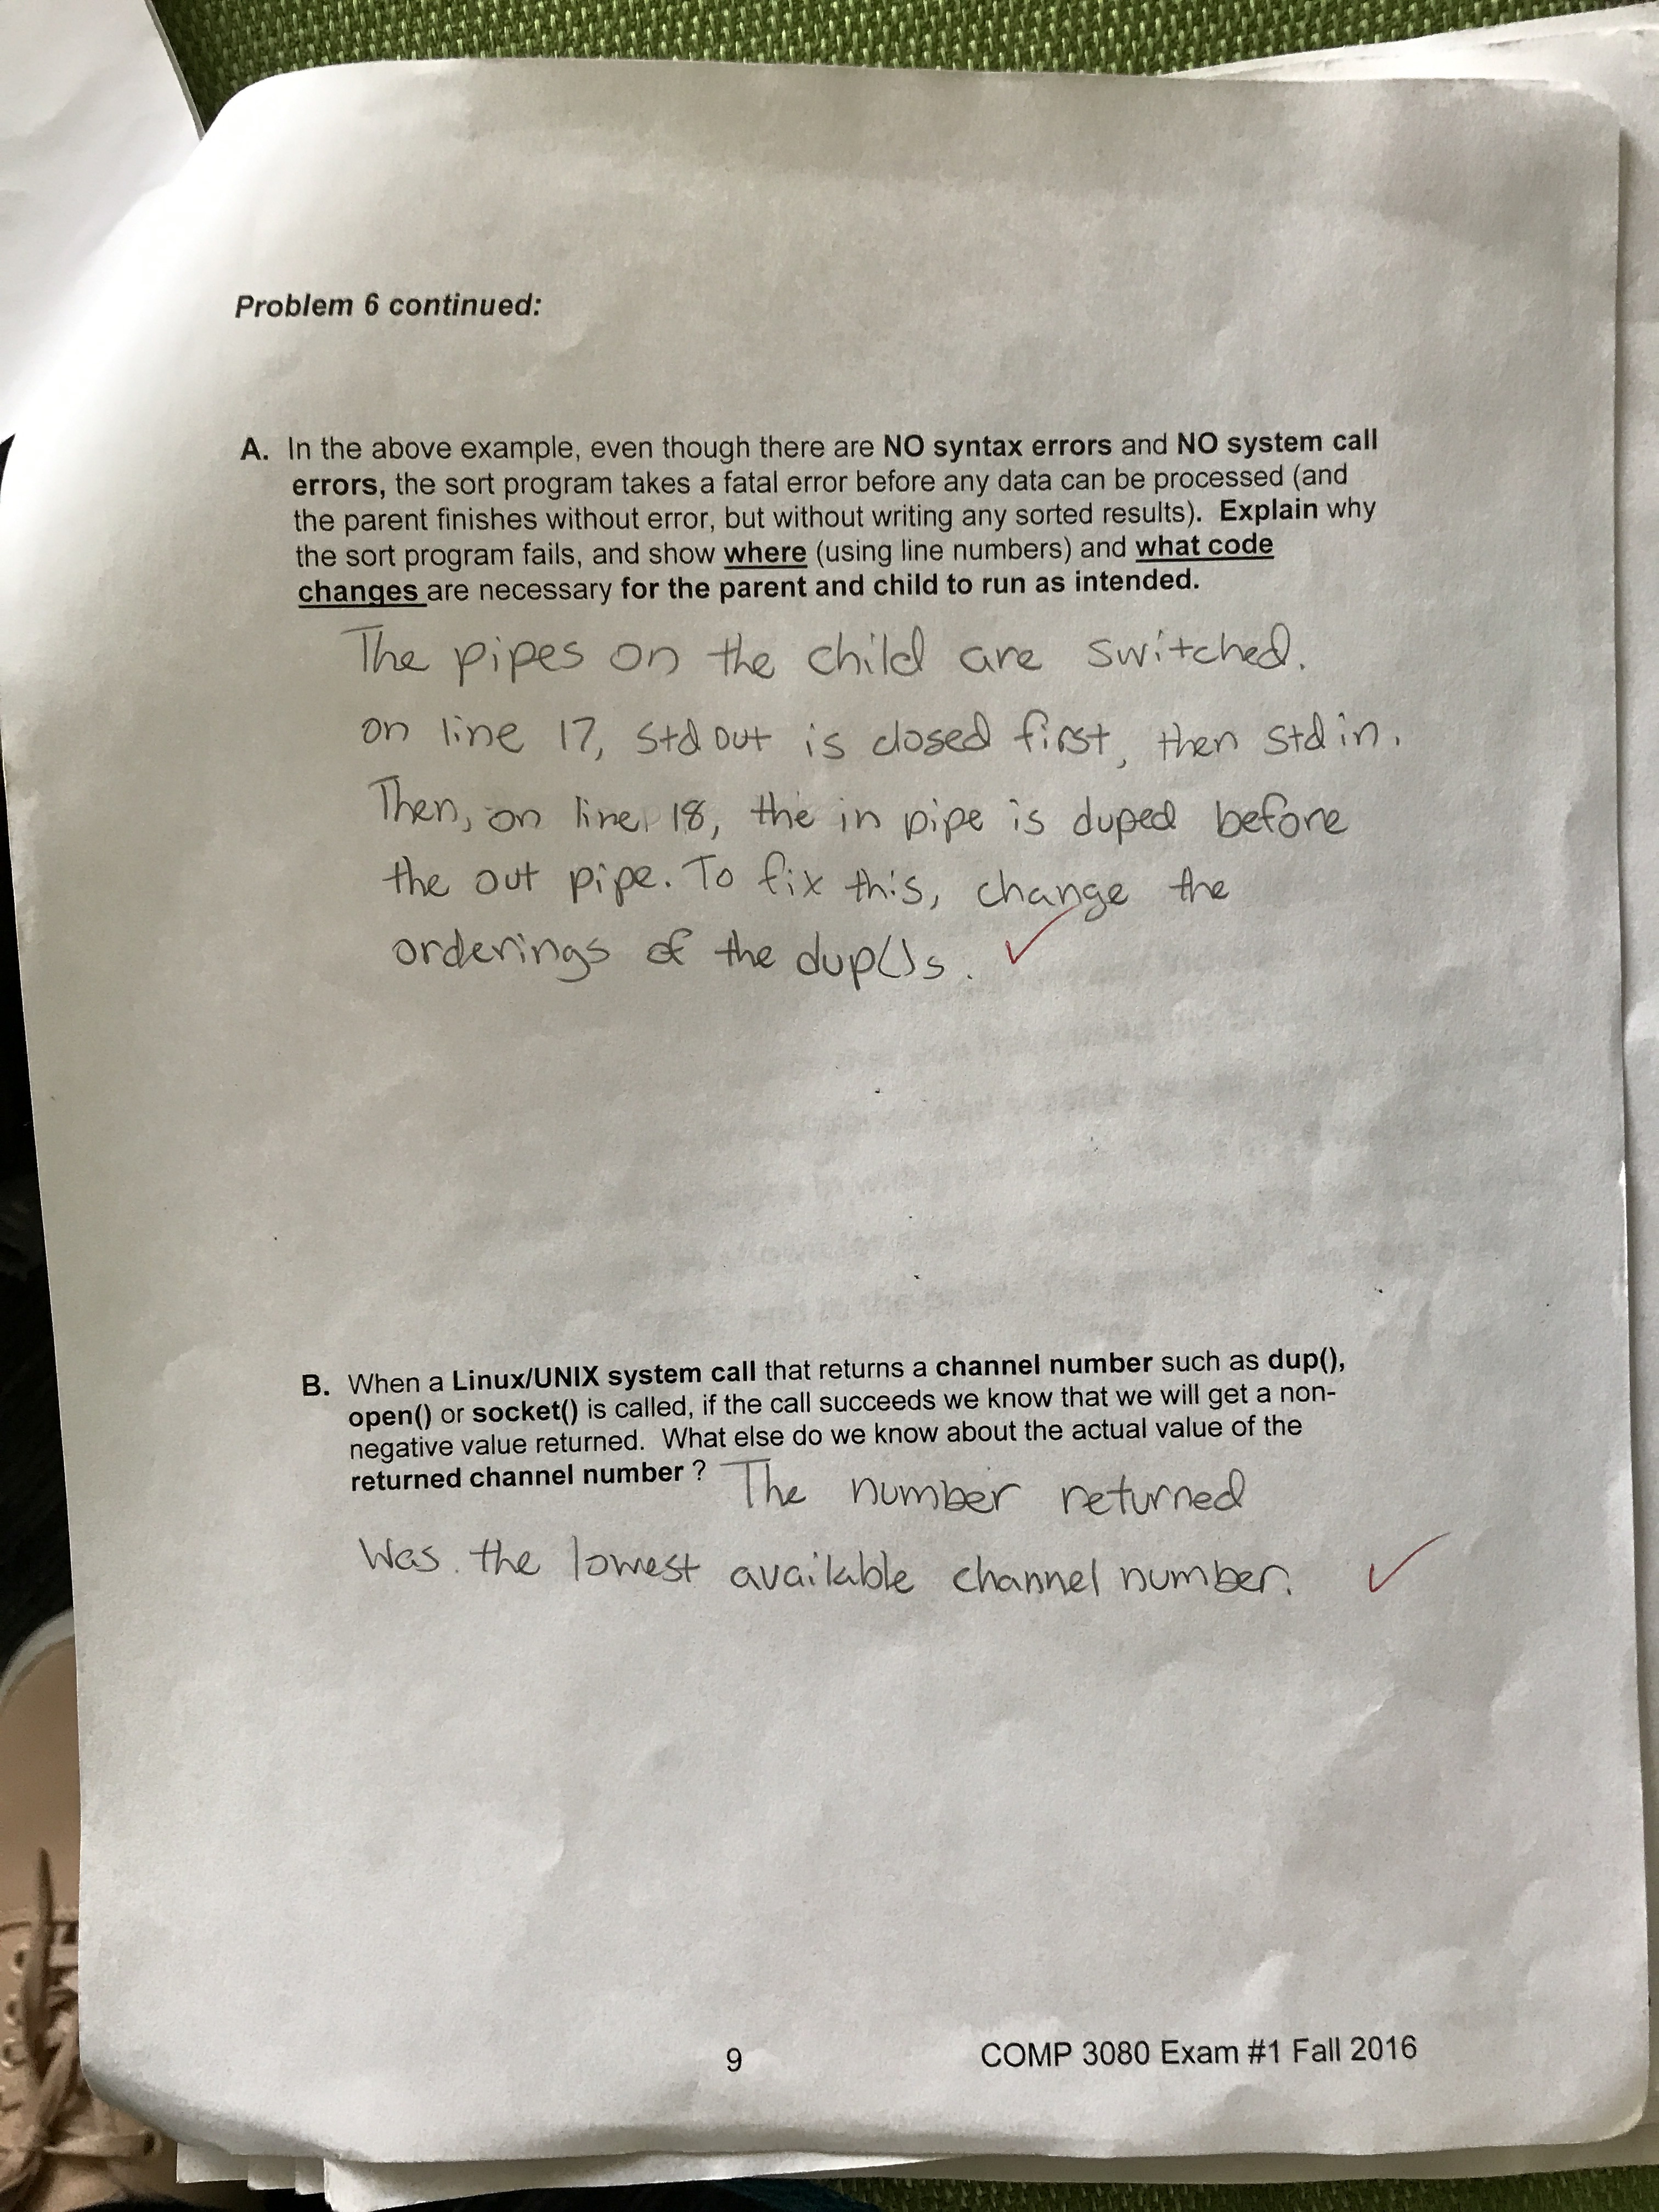 Problem 6 continued:
A. In the above example, even though there are NO syntax errors and NO system call
errors, the sort program takes a fatal error before any data can be processed (and
the parent finishes without error, but without writing any sorted results). Explain why
the sort program fails, and show where (using line numbers) and what code
changes are necessary for the parent and child to run as intended.
The pipes on the child are switched.
on line 17, std out is closed first, then std in.
Then, on line 18, the in pipe is duped before
the out pipe. To fix this, change the
orderings of the dup()s.
B. When a Linux/UNIX system call that returns a channel number such as dup(),
open() or socket() is called, if the call succeeds we know that we will get a non-
negative value returned. What else do we know about the actual value of the
returned channel number ? The number returned
Was the lowest available channel number.
9 COMP 3080 Exam #1 Fall 2016